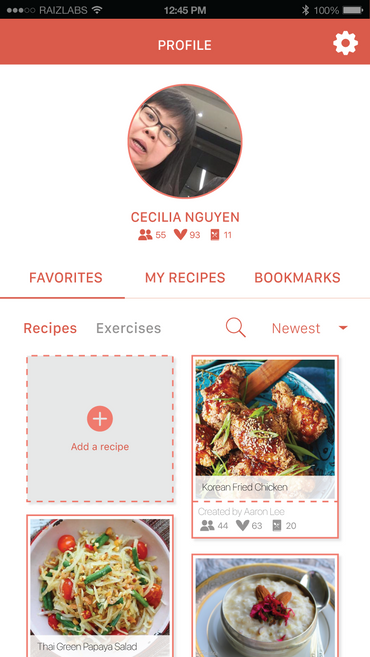 RAIZLABS 12:45 PM 100%
PROFILE
CECILIA NGUYEN
55 93 11
FAVORITES MY RECIPES BOOKMARKS
Recipes Exercises Newest
Add a recipe
Korean Fried Chicken
Created by Aaron Lee
44 63 20
Thai Green Papaya Salad